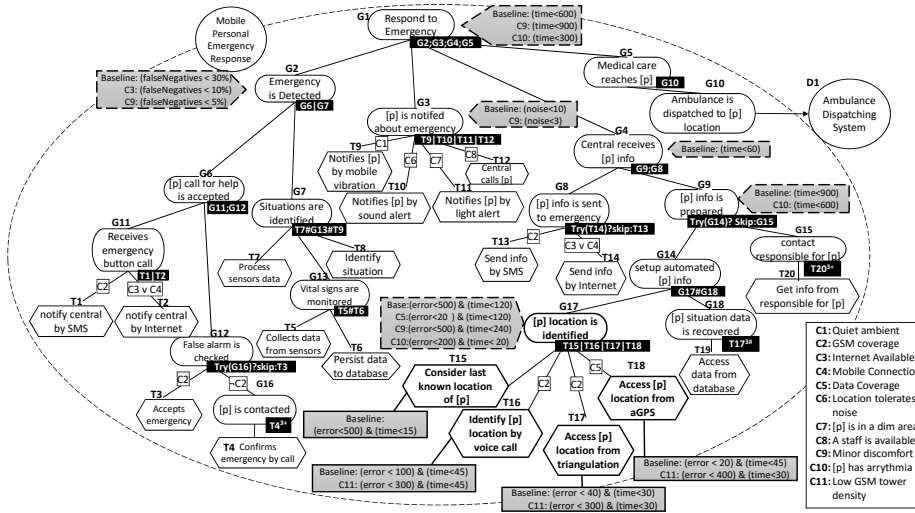 Mobile
Personal
Emergency
Response
G1
Respond to
Emergency
G2;G3;G4;G5
Baseline: (time<600)
C9: (time<900)
C10: (time<300)
G5
Medical care
reaches [p]
G10
G10
Ambulance is
dispatched to [p]
location
D1
Ambulance
Dispatching
System
Baseline: (falseNegatives < 30%)
C3: (falseNegatives < 10%)
C9: (falseNegatives < 5%)
G2
Emergency
is Detected
G6|G7
G3
[p] is notifed
about emergency
T9|T10|T11|T12
Baseline: (noise<10)
C9: (noise<3)
G4
Central receives
[p] info
G9;G8
Baseline: (time<60)
C1
C6
C7
C8
T9
Notifies [p]
by mobile
vibration
T10
Notifies [p] by
sound alert
T11
Notifies [p] by
light alert
T12
Central
calls [p]
G6
[p] call for help
is accepted
G11;G12
G7
Situations are
identified
T7#G13#T9
G8
[p] info is sent
to emergency
Try(T14)?skip:T13
G9
[p] info is
prepared
Try(G14)? Skip:G15
Baseline: (time<900)
C10: (time<600)
G11
Receives
emergency
button call
T1|T2
C2
C3 v C4
T1
notify central
by SMS
T2
notify central
by Internet
T7
Process
sensors data
T8
Identify
situation
G13
Vital signs are
monitored
T5#T6
T5
Collects data
from sensors
T6
Persist data
to database
C2
C3 v C4
T13
Send info
by SMS
T14
Send info
by Internet
G14
setup automated
[p] info
G17#G18
G15
contact
responsible for [p]
T20³⁺
T20
Get info from
responsible for [p]
G12
False alarm is
checked
Try(G16)?skip:T3
C2
C2
T3
Accepts
emergency
G16
[p] is contacted
T4³⁺
T4 Confirms
emergency by call
Base:(error<500) & (time<120)
C5:(error<20 ) & (time<120)
C9:(error<500) & (time<240)
C10:(error<200) & (time< 20)
G17
[p] location is
identified
T15|T16|T17|T18
G18
[p] situation data
is recovered
T17³#
T19
Access
data from
database
C2
C2
C5
T15
Consider last
known location
of [p]
Baseline:
(error<500) & (time<15)
T16
Identify [p]
location by
voice call
Baseline: (error < 100) & (time<45)
C11: (error < 300) & (time<45)
T17
Access [p]
location from
triangulation
Baseline: (error < 40) & (time<30)
C11: (error < 300) & (time<30)
T18
Access [p]
location from
aGPS
Baseline: (error < 20) & (time<45)
C11: (error < 400) & (time<30)
C1: Quiet ambient
C2: GSM coverage
C3: Internet Available
C4: Mobile Connectio
C5: Data Coverage
C6: Location tolerates
noise
C7: [p] is in a dim area
C8: A staff is available
C9: Minor discomfort
C10: [p] has arrythmia
C11: Low GSM tower
density